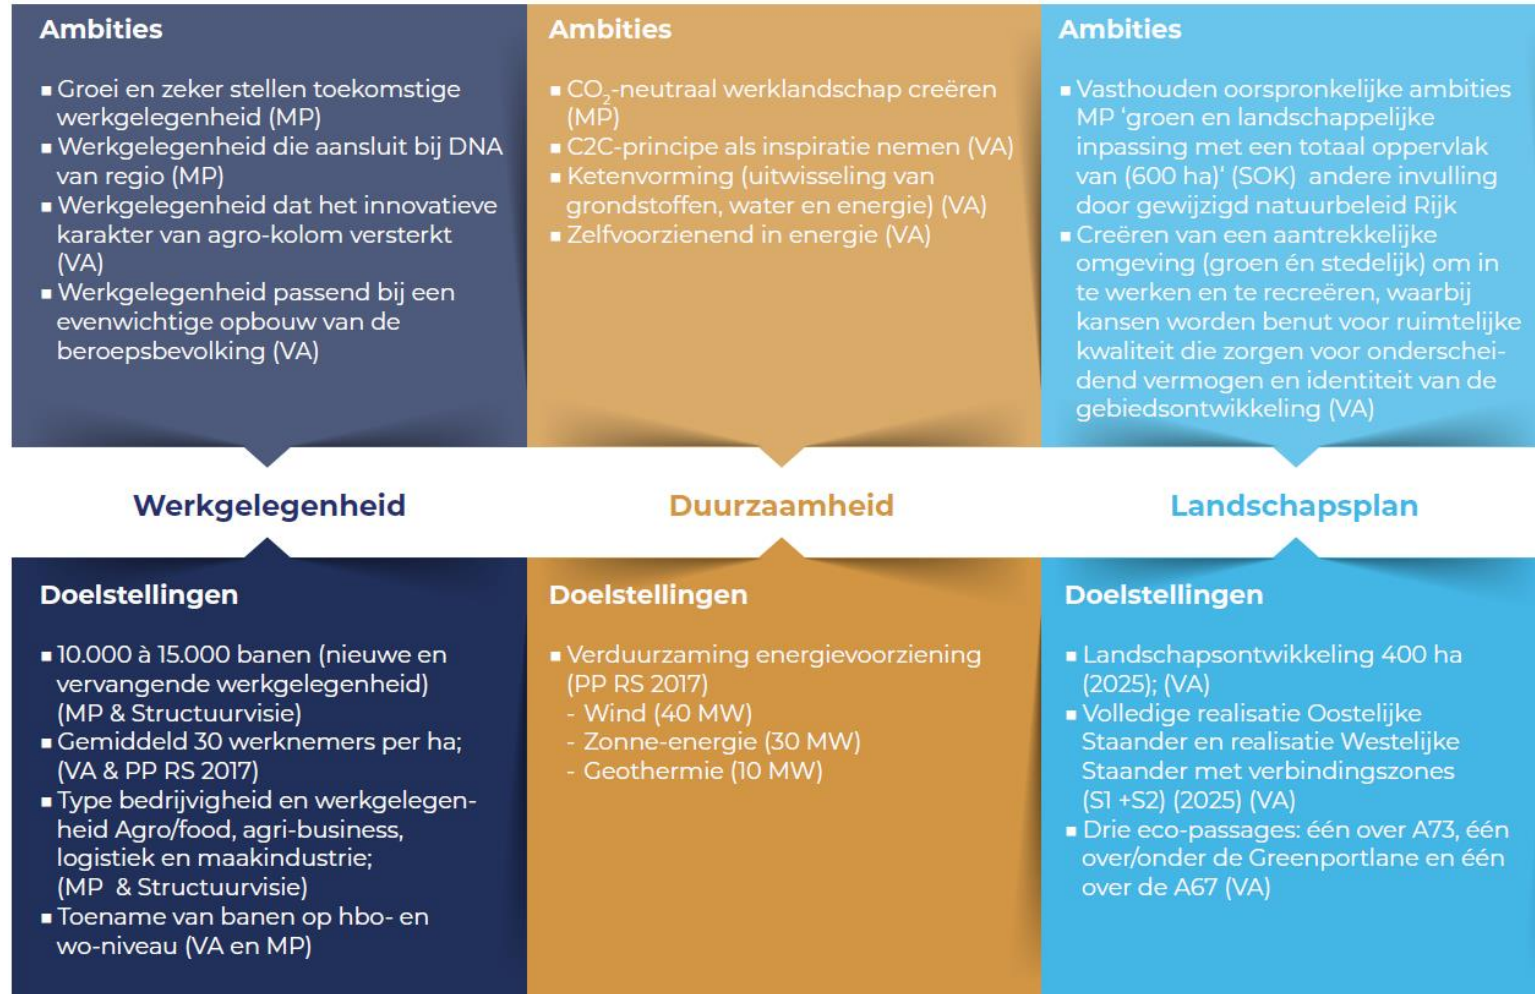 Ambities
▪ Groei en zeker stellen toekomstige
werkgelegenheid (MP)
▪ Werkgelegenheid die aansluit bij DNA
van regio (MP)
▪ Werkgelegenheid dat het innovatieve
karakter van agro-kolom versterkt
(VA)
▪ Werkgelegenheid passend bij een
evenwichtige opbouw van de
beroepsbevolking (VA)
Ambities
▪ CO₂-neutraal werklandschap creëren
(MP)
▪ C2C-principe als inspiratie nemen (VA)
▪ Ketenvorming (uitwisseling van
grondstoffen, water en energie) (VA)
▪ Zelfvoorzienend in energie (VA)
Ambities
▪ Vasthouden oorspronkelijke ambities
MP ‘groen en landschappelijke
inpassing met een totaal oppervlak
van (600 ha)‘ (SOK) andere invulling
door gewijzigd natuurbeleid Rijk
▪ Creëren van een aantrekkelijke
omgeving (groen én stedelijk) om in
te werken en te recreëren, waarbij
kansen worden benut voor ruimtelijke
kwaliteit die zorgen voor onderschei-
dend vermogen en identiteit van de
gebiedsontwikkeling (VA)
Werkgelegenheid
Duurzaamheid
Landschapsplan
Doelstellingen
▪ 10.000 à 15.000 banen (nieuwe en
vervangende werkgelegenheid)
(MP & Structuurvisie)
▪ Gemiddeld 30 werknemers per ha;
(VA & PP RS 2017)
▪ Type bedrijvigheid en werkgelegen-
heid Agro/food, agri-business,
logistiek en maakindustrie;
(MP & Structuurvisie)
▪ Toename van banen op hbo- en
wo-niveau (VA en MP)
Doelstellingen
▪ Verduurzaming energievoorziening
(PP RS 2017)
- Wind (40 MW)
- Zonne-energie (30 MW)
- Geothermie (10 MW)
Doelstellingen
▪ Landschapsontwikkeling 400 ha
(2025); (VA)
▪ Volledige realisatie Oostelijke
Staander en realisatie Westelijke
Staander met verbindingszones
(S1 +S2) (2025) (VA)
▪ Drie eco-passages: één over A73, één
over/onder de Greenportlane en één
over de A67 (VA)